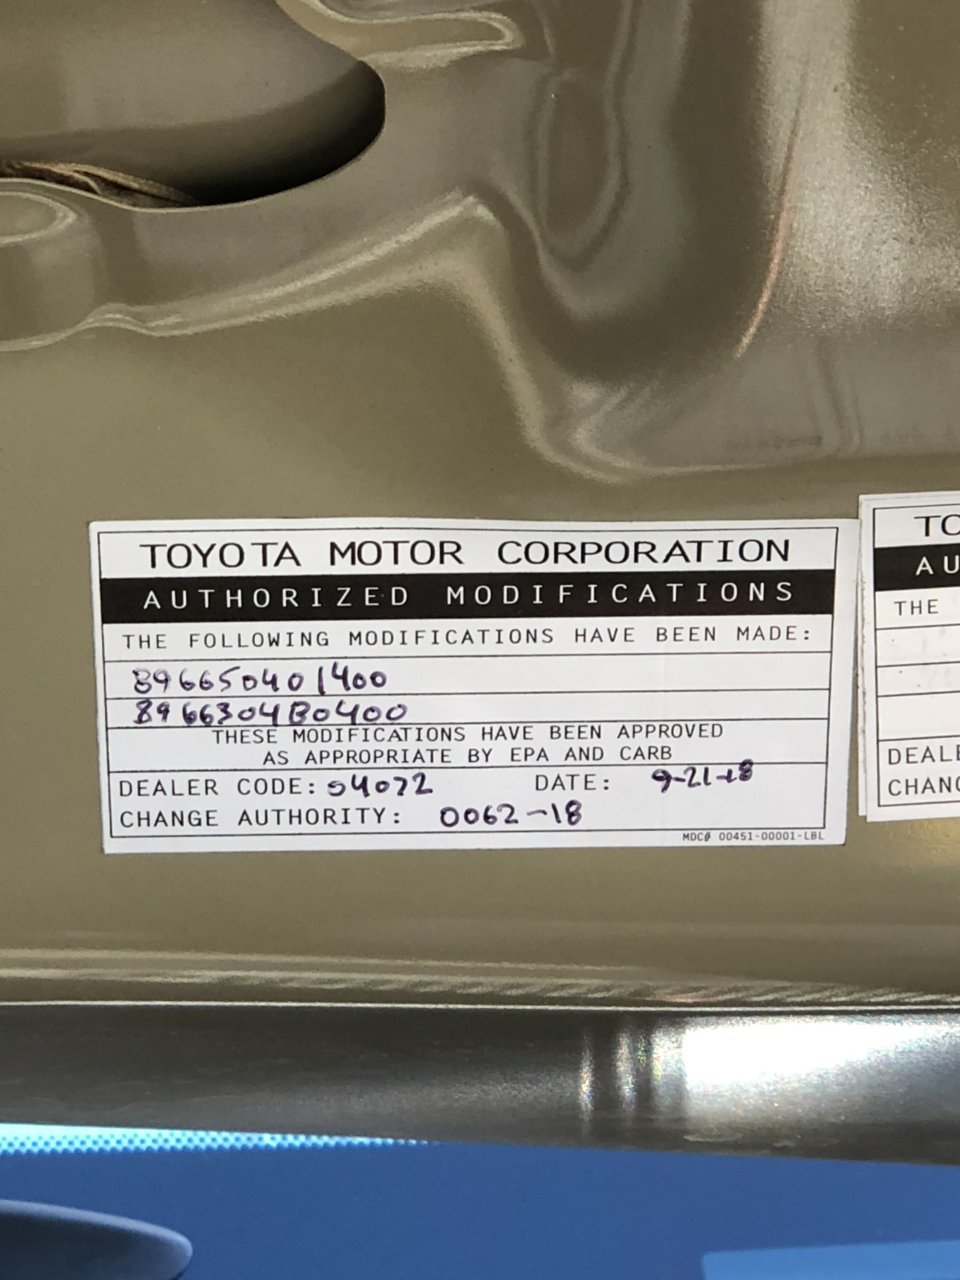 TOYOTA MOTOR CORPORATION
AUTHORIZED MODIFICATIONS
THE FOLLOWING MODIFICATIONS HAVE BEEN MADE:
896650401400
8966304B0400
THESE MODIFICATIONS HAVE BEEN APPROVED
AS APPROPRIATE BY EPA AND CARB
DEALER CODE: 04072 DATE: 9-21-18
CHANGE AUTHORITY: 0062-18
MDC# 00451-00001-LBL
TO
AU
THE
DEALE
CHANG